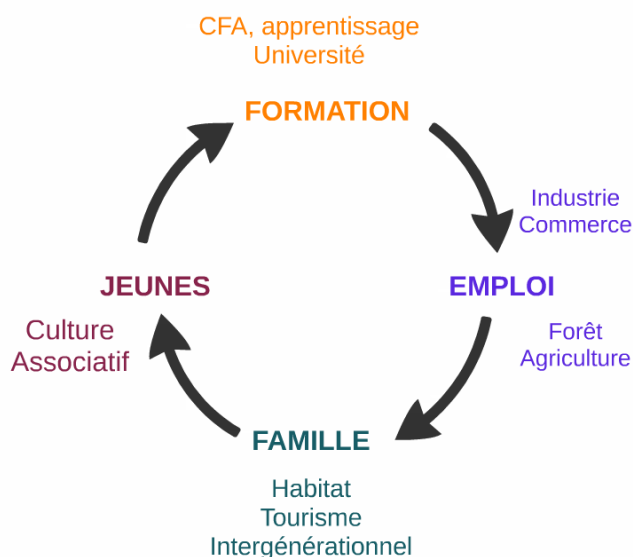 CFA, apprentissage
Université
FORMATION
Industrie
Commerce
JEUNES
EMPLOI
Culture
Associatif
Forêt
Agriculture
FAMILLE
Habitat
Tourisme
Intergénérationnel